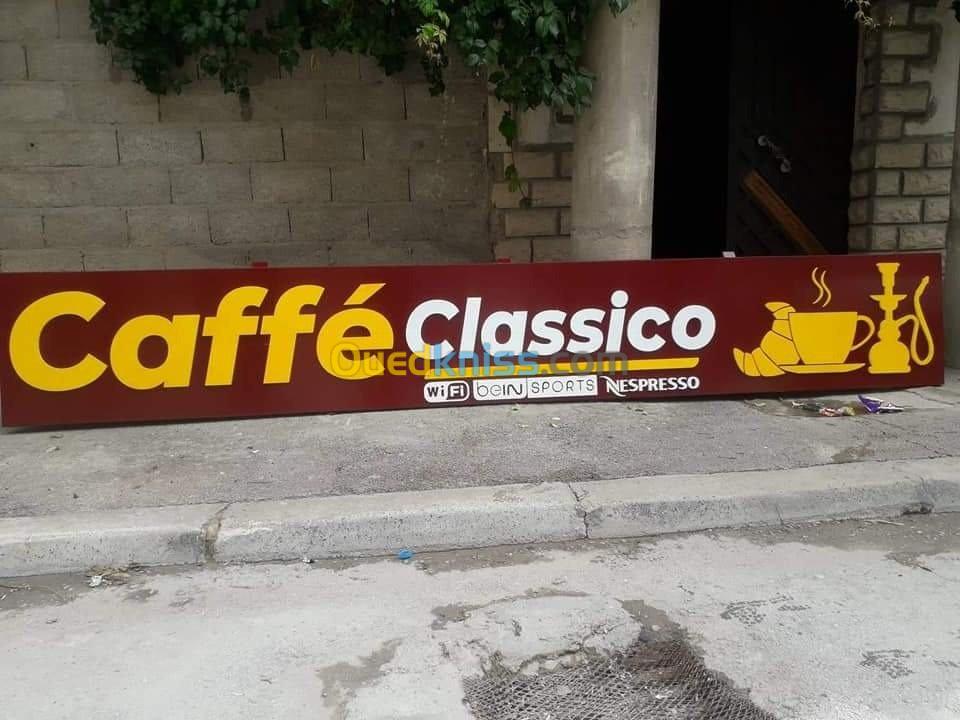 Caffé Classico
WiFi beIN SPORTS NESPRESSO
Ouedkniss.com